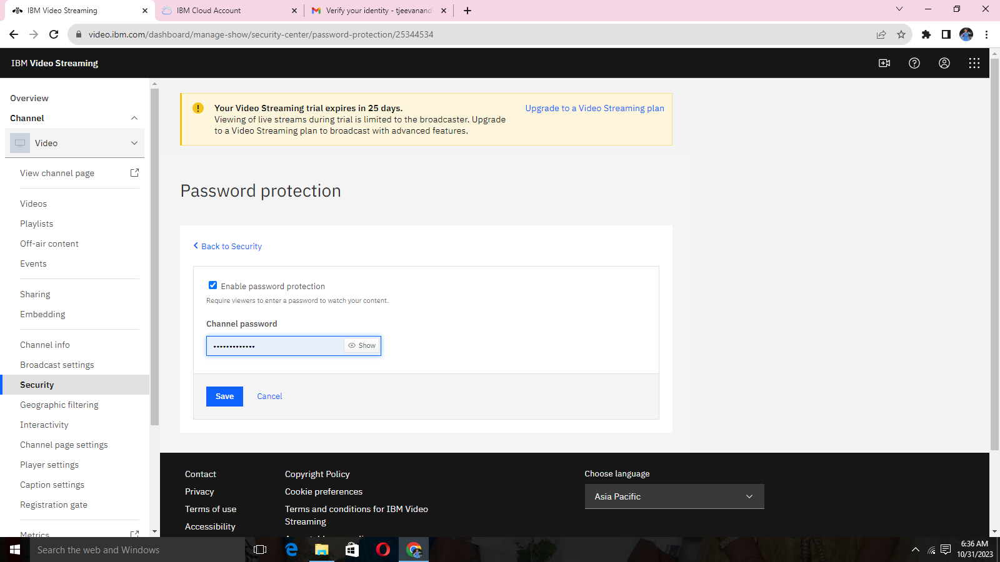 IBM Video Streaming
IBM Cloud Account
Verify your identity - tjeevanand
video.ibm.com/dashboard/manage-show/security-center/password-protection/25344534
IBM Video Streaming
Overview
Channel
Video
View channel page
Videos
Playlists
Off-air content
Events
Sharing
Embedding
Channel info
Broadcast settings
Security
Geographic filtering
Interactivity
Channel page settings
Player settings
Caption settings
Registration gate
Metrics
Your Video Streaming trial expires in 25 days.
Viewing of live streams during trial is limited to the broadcaster. Upgrade
to a Video Streaming plan to broadcast with advanced features.
Upgrade to a Video Streaming plan
Password protection
Back to Security
Enable password protection
Require viewers to enter a password to watch your content.
Channel password
•••••••••••••
Show
Save
Cancel
Contact
Privacy
Terms of use
Accessibility
Copyright Policy
Cookie preferences
Terms and conditions for IBM Video
Streaming
Choose language
Asia Pacific
Search the web and Windows
6:36 AM
10/31/2023